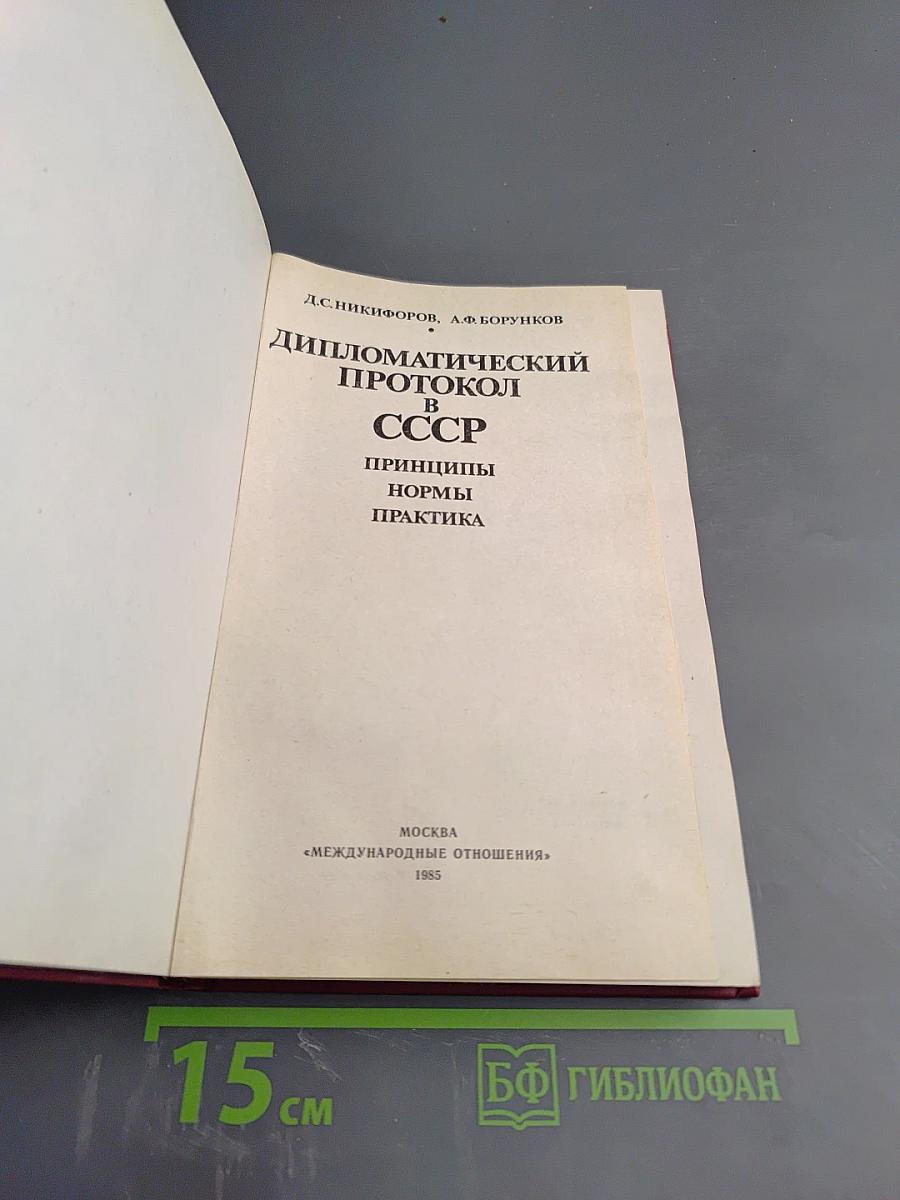 Д.С.НИКИФОРОВ, А.Ф.БОРУНКОВ
ДИПЛОМАТИЧЕСКИЙ
ПРОТОКОЛ
В
СССР
ПРИНЦИПЫ
НОРМЫ
ПРАКТИКА
МОСКВА
«МЕЖДУНАРОДНЫЕ ОТНОШЕНИЯ»
1985
15 см
БФ ГИБЛИОФАН